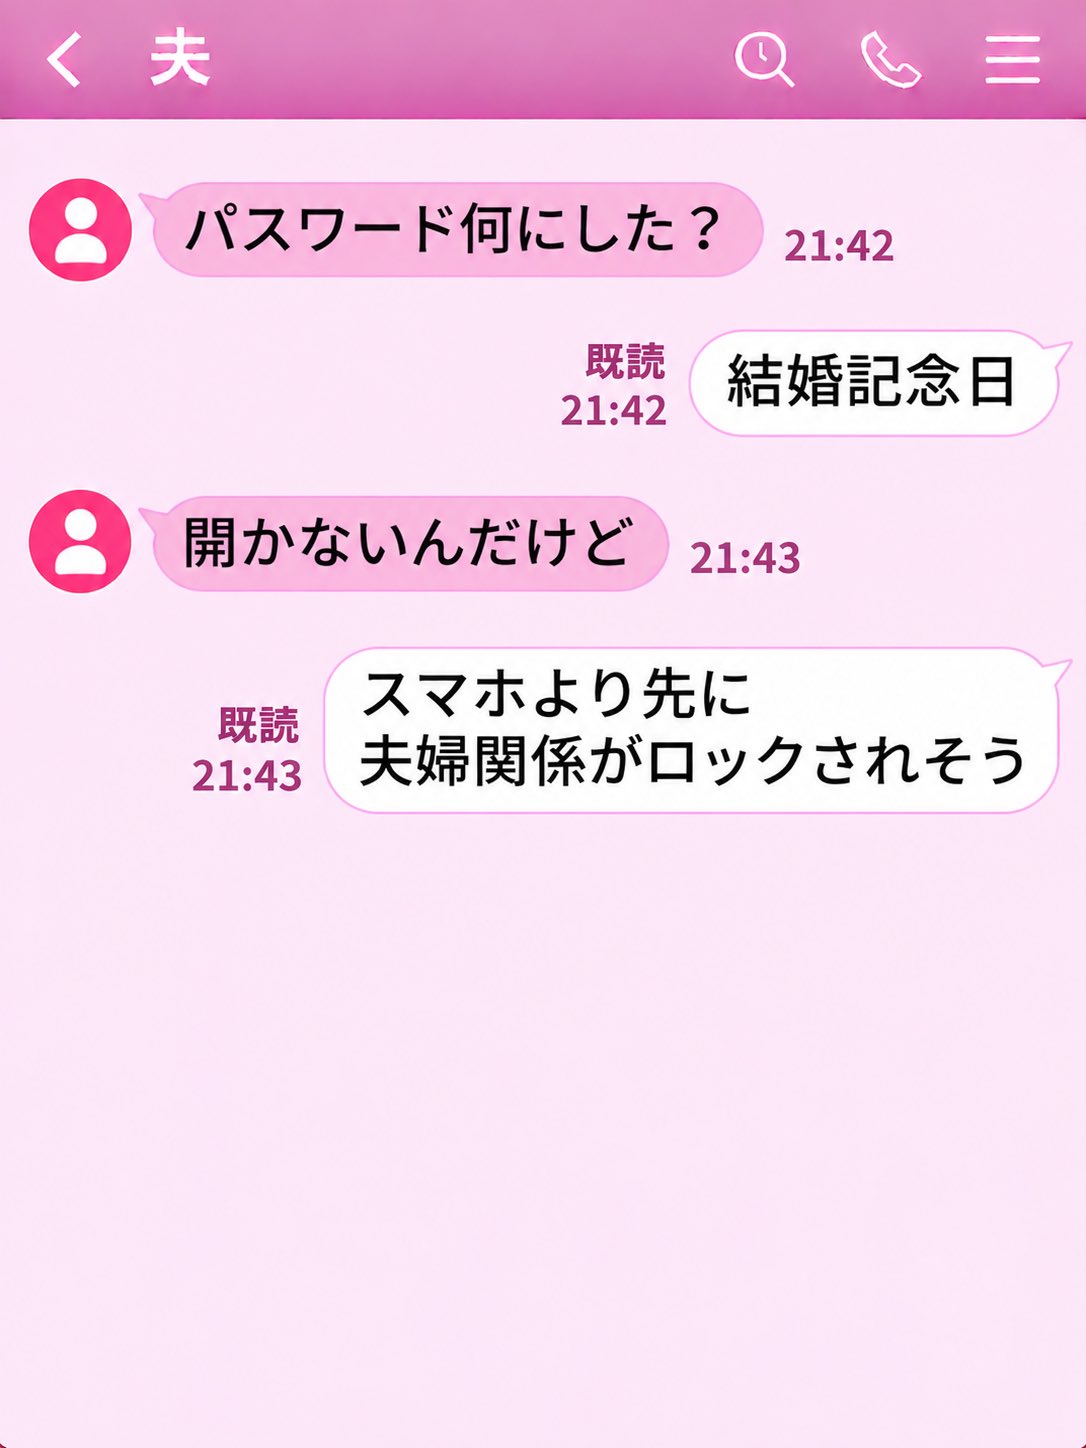 夫
パスワード何にした？
21:42
結婚記念日
既読
21:42
開かないんだけど
21:43
スマホより先に
夫婦関係がロックされそう
既読
21:43